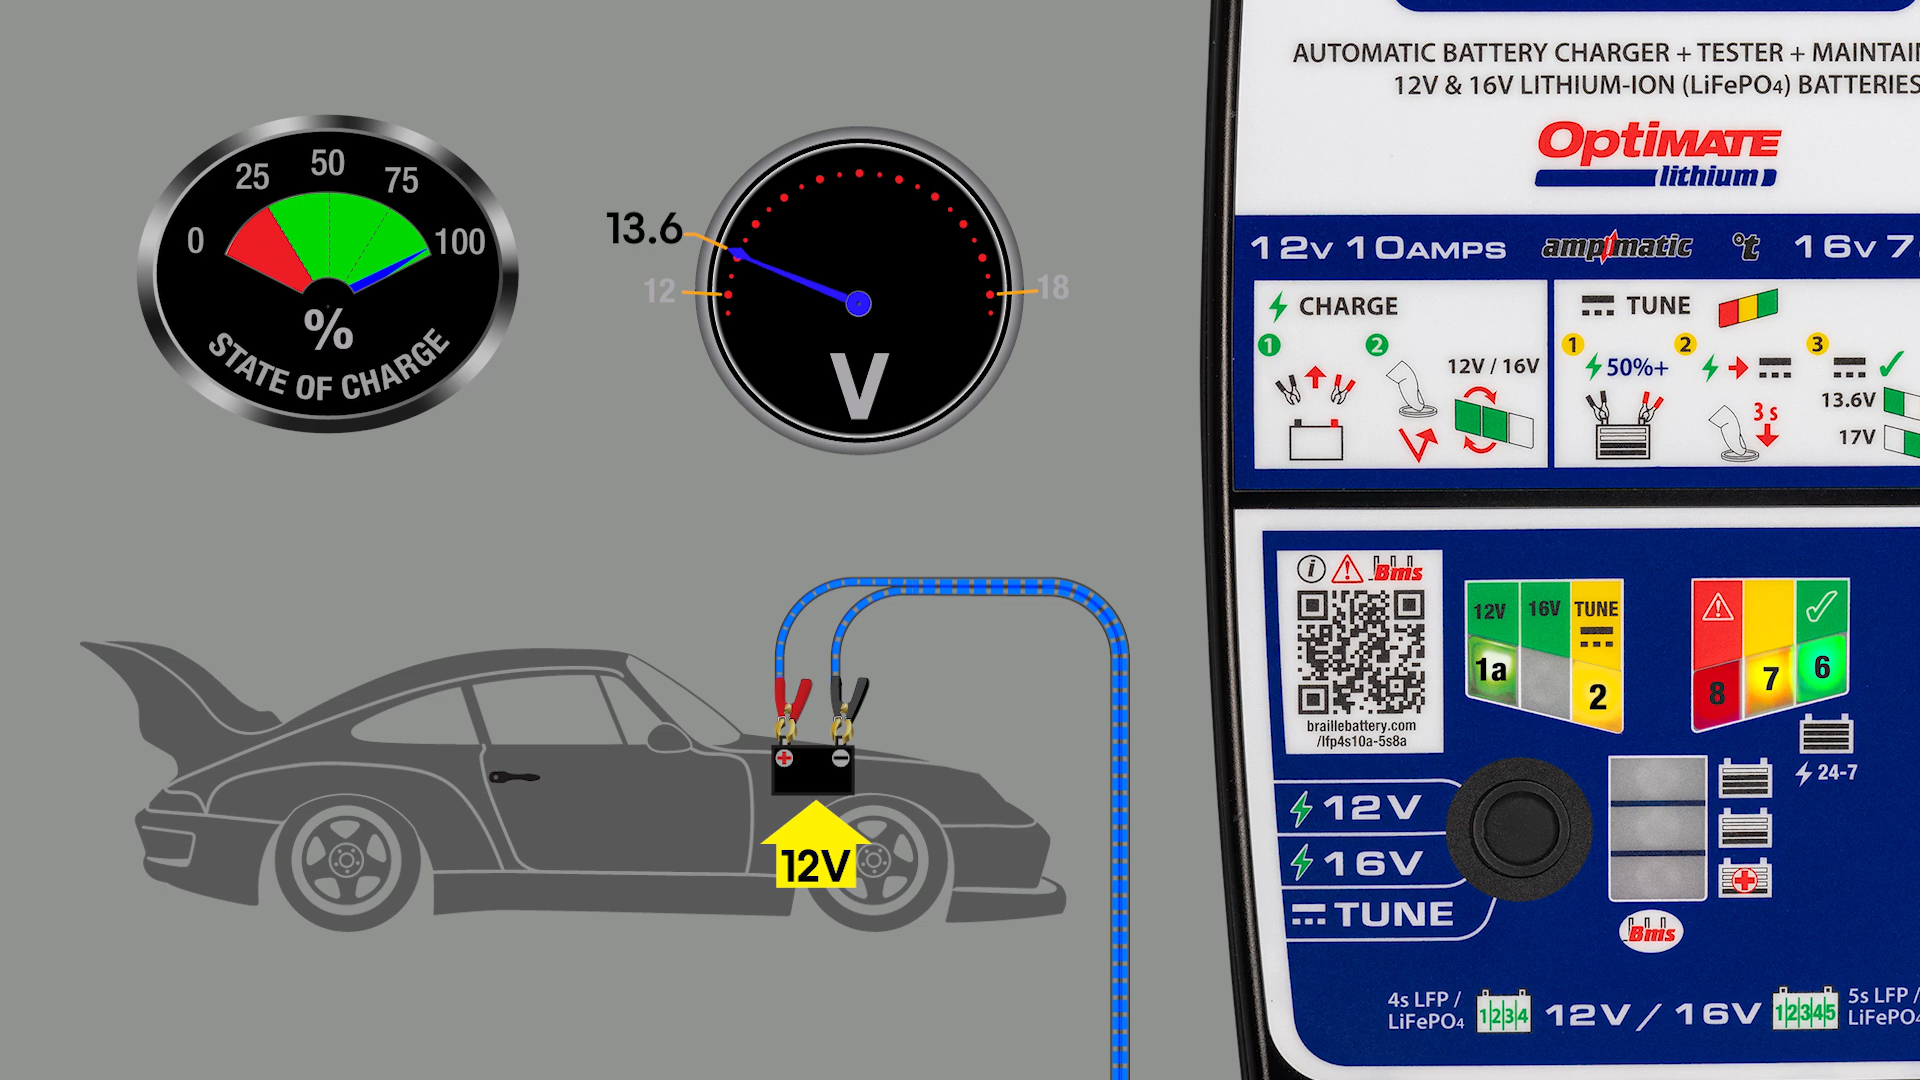 0
25
50
75
100
%
STATE OF CHARGE
13.6
12
18
V
12V
AUTOMATIC BATTERY CHARGER + TESTER +
12V & 16V LITHIUM-ION (LiFePO4) BATTERIES
OptiMATE
lithium
12V 10AMPS
ampmatic
°t
16V 7
CHARGE
1
2
12V / 16V
TUNE
1
50%+
2
3 s
3
13.6V
17V
i
Bms
braillebattery.com
/lfp4s10a-5s8a
12V
16V
TUNE
1a
2
8
7
6
24-7
12V
16V
TUNE
Bms
4s LFP /
LiFePO4
1234
12V / 16V
12345
5s LFP /